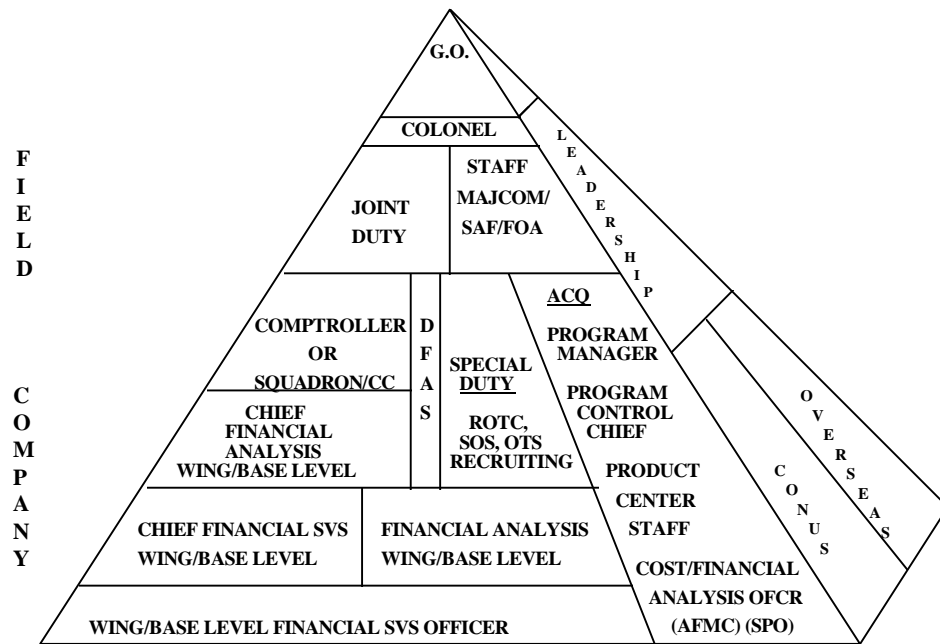 G.O.
COLONEL
FIELD
JOINT
DUTY
STAFF
MAJCOM/
SAF/FOA
LEADERSHIP
COMPTROLLER
OR
SQUADRON/CC
DFAS
SPECIAL
DUTY
ROTC,
SOS, OTS
RECRUITING
ACQ
PROGRAM
MANAGER
PROGRAM
CONTROL
CHIEF
PRODUCT
CENTER
STAFF
COST/FINANCIAL
ANALYSIS OFCR
(AFMC) (SPO)
COMPANY
CHIEF
FINANCIAL
ANALYSIS
WING/BASE LEVEL
CHIEF FINANCIAL SVS
WING/BASE LEVEL
FINANCIAL ANALYSIS
WING/BASE LEVEL
WING/BASE LEVEL FINANCIAL SVS OFFICER
CONUS
OVERSEAS